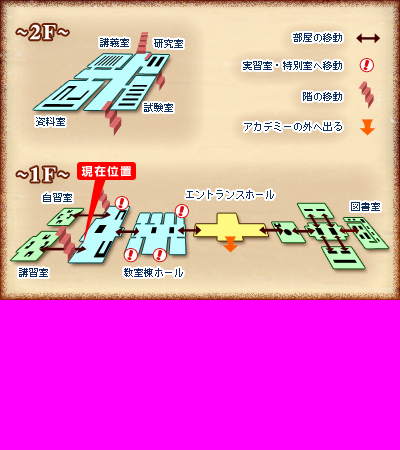 ~2F~
講義室
研究室
試験室
資料室
部屋の移動
実習室・特別室へ移動
階の移動
アカデミーの外へ出る
~1F~
現在位置
自習室
エントランスホール
図書室
講習室
教室棟ホール